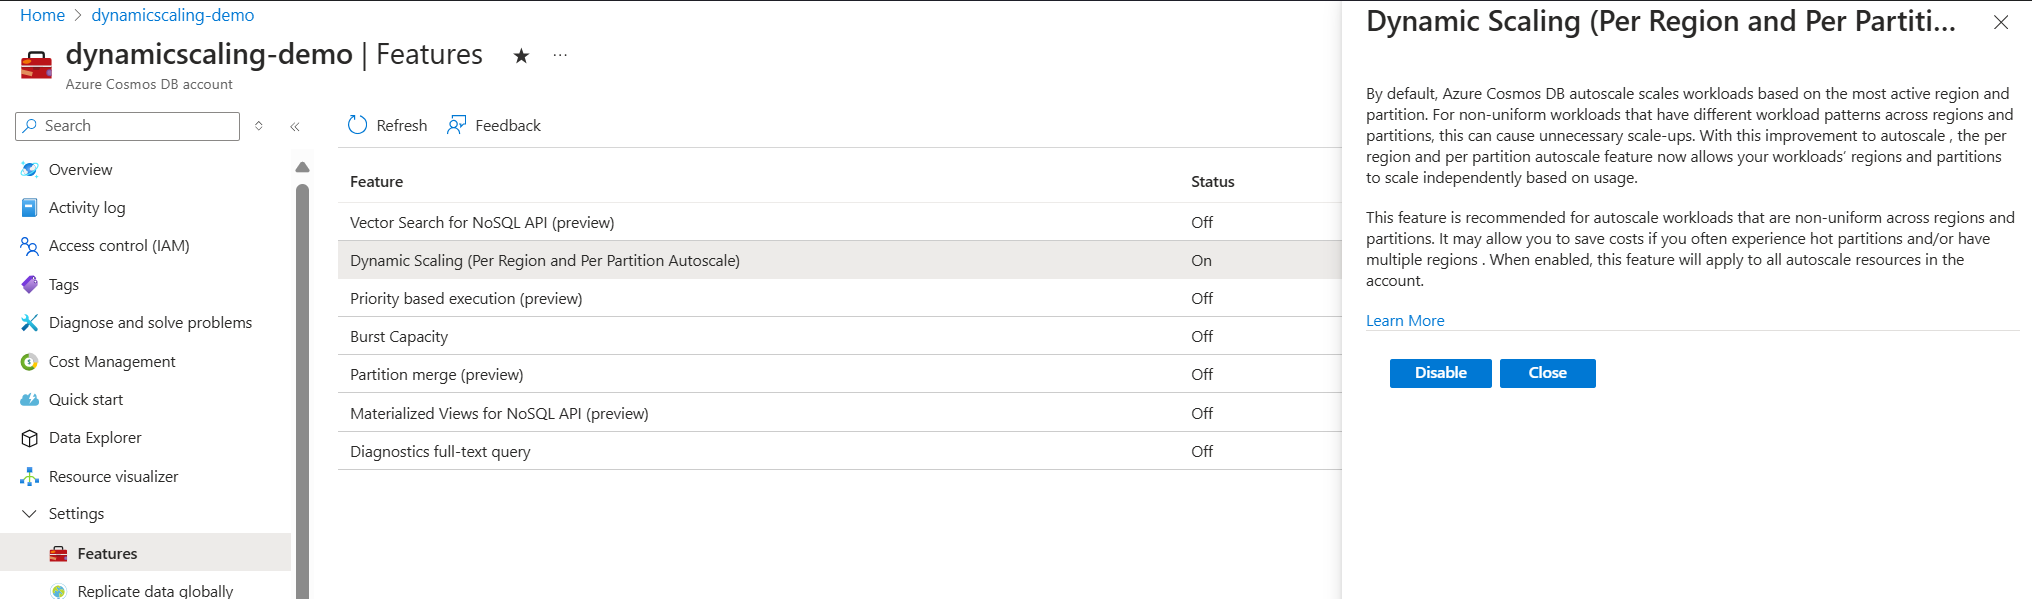 Home > dynamicscaling-demo
dynamicscaling-demo | Features
Azure Cosmos DB account
Search
Overview
Activity log
Access control (IAM)
Tags
Diagnose and solve problems
Cost Management
Quick start
Data Explorer
Resource visualizer
Settings
Features
Replicate data globally
Refresh
Feedback
Feature Status
Vector Search for NoSQL API (preview) Off
Dynamic Scaling (Per Region and Per Partition Autoscale) On
Priority based execution (preview) Off
Burst Capacity Off
Partition merge (preview) Off
Materialized Views for NoSQL API (preview) Off
Diagnostics full-text query Off
Dynamic Scaling (Per Region and Per Partiti...
By default, Azure Cosmos DB autoscale scales workloads based on the most active region and
partition. For non-uniform workloads that have different workload patterns across regions and
partitions, this can cause unnecessary scale-ups. With this improvement to autoscale , the per
region and per partition autoscale feature now allows your workloads’ regions and partitions
to scale independently based on usage.
This feature is recommended for autoscale workloads that are non-uniform across regions and
partitions. It may allow you to save costs if you often experience hot partitions and/or have
multiple regions . When enabled, this feature will apply to all autoscale resources in the
account.
Learn More
Disable
Close